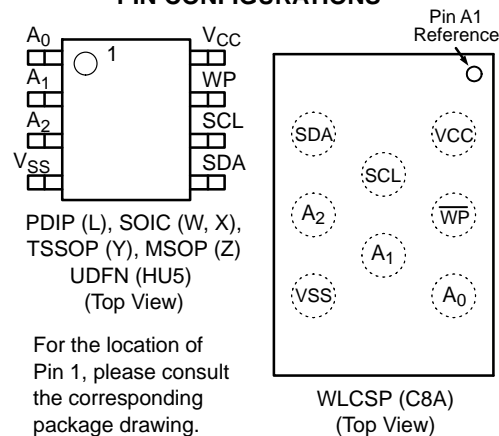 PIN CONFIGURATIONS
Pin A1
Reference
A0
VCC
1
A1
WP
A2
SCL
VSS
SDA
PDIP (L), SOIC (W, X),
TSSOP (Y), MSOP (Z)
UDFN (HU5)
(Top View)
For the location of
Pin 1, please consult
the corresponding
package drawing.
SDA
VCC
SCL
A2
WP
A1
VSS
A0
WLCSP (C8A)
(Top View)